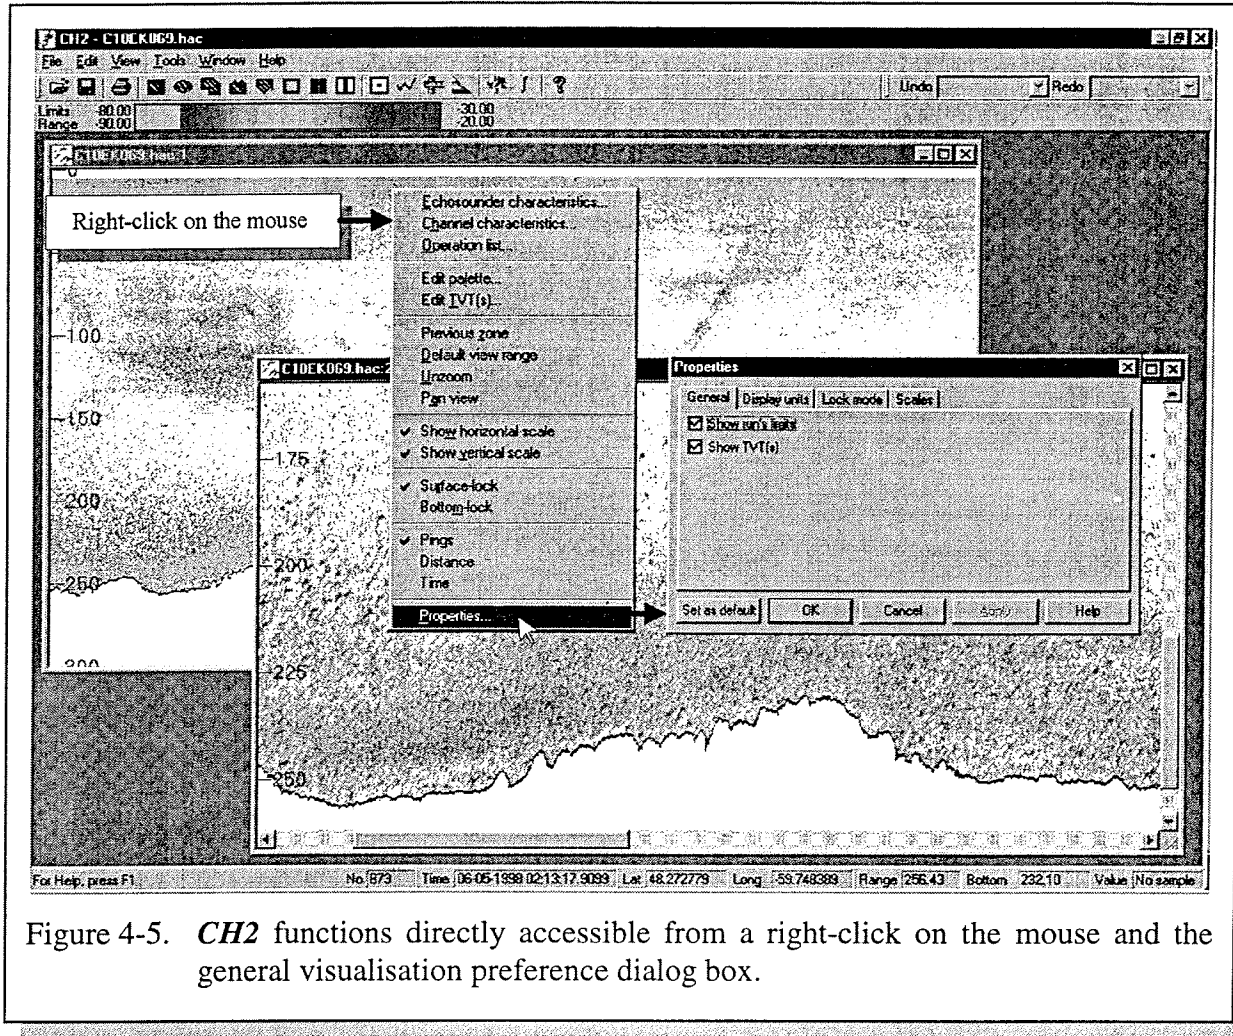 CH2 - C10EK069.hac
File Edit View Tools Window Help
Undo Redo
Limits -80.00 -30.00
Range -90.00 -20.00
C10EK069.hac:1
0
Right-click on the mouse
-100
-150
-200
-250
300
Echosounder characteristics...
Channel characteristics...
Operation list...
Edit palette...
Edit TVT(s)...
Previous zone
Default view range
Unzoom
Pan view
Show horizontal scale
Show vertical scale
Surface-lock
Bottom-lock
Pings
Distance
Time
Properties...
C10EK069.hac:2
-175
-200
-225
-250
Properties
General Display units Lock mode Scales
Show run's limits
Show TVT(s)
Set as default OK Cancel Apply Help
For Help, press F1 No 873 Time 06-05-1998 02:13:17.9099 Lat 48.272779 Long -59.748389 Range 256.43 Bottom 232.10 Value No sample
Figure 4-5. CH2 functions directly accessible from a right-click on the mouse and the
general visualisation preference dialog box.